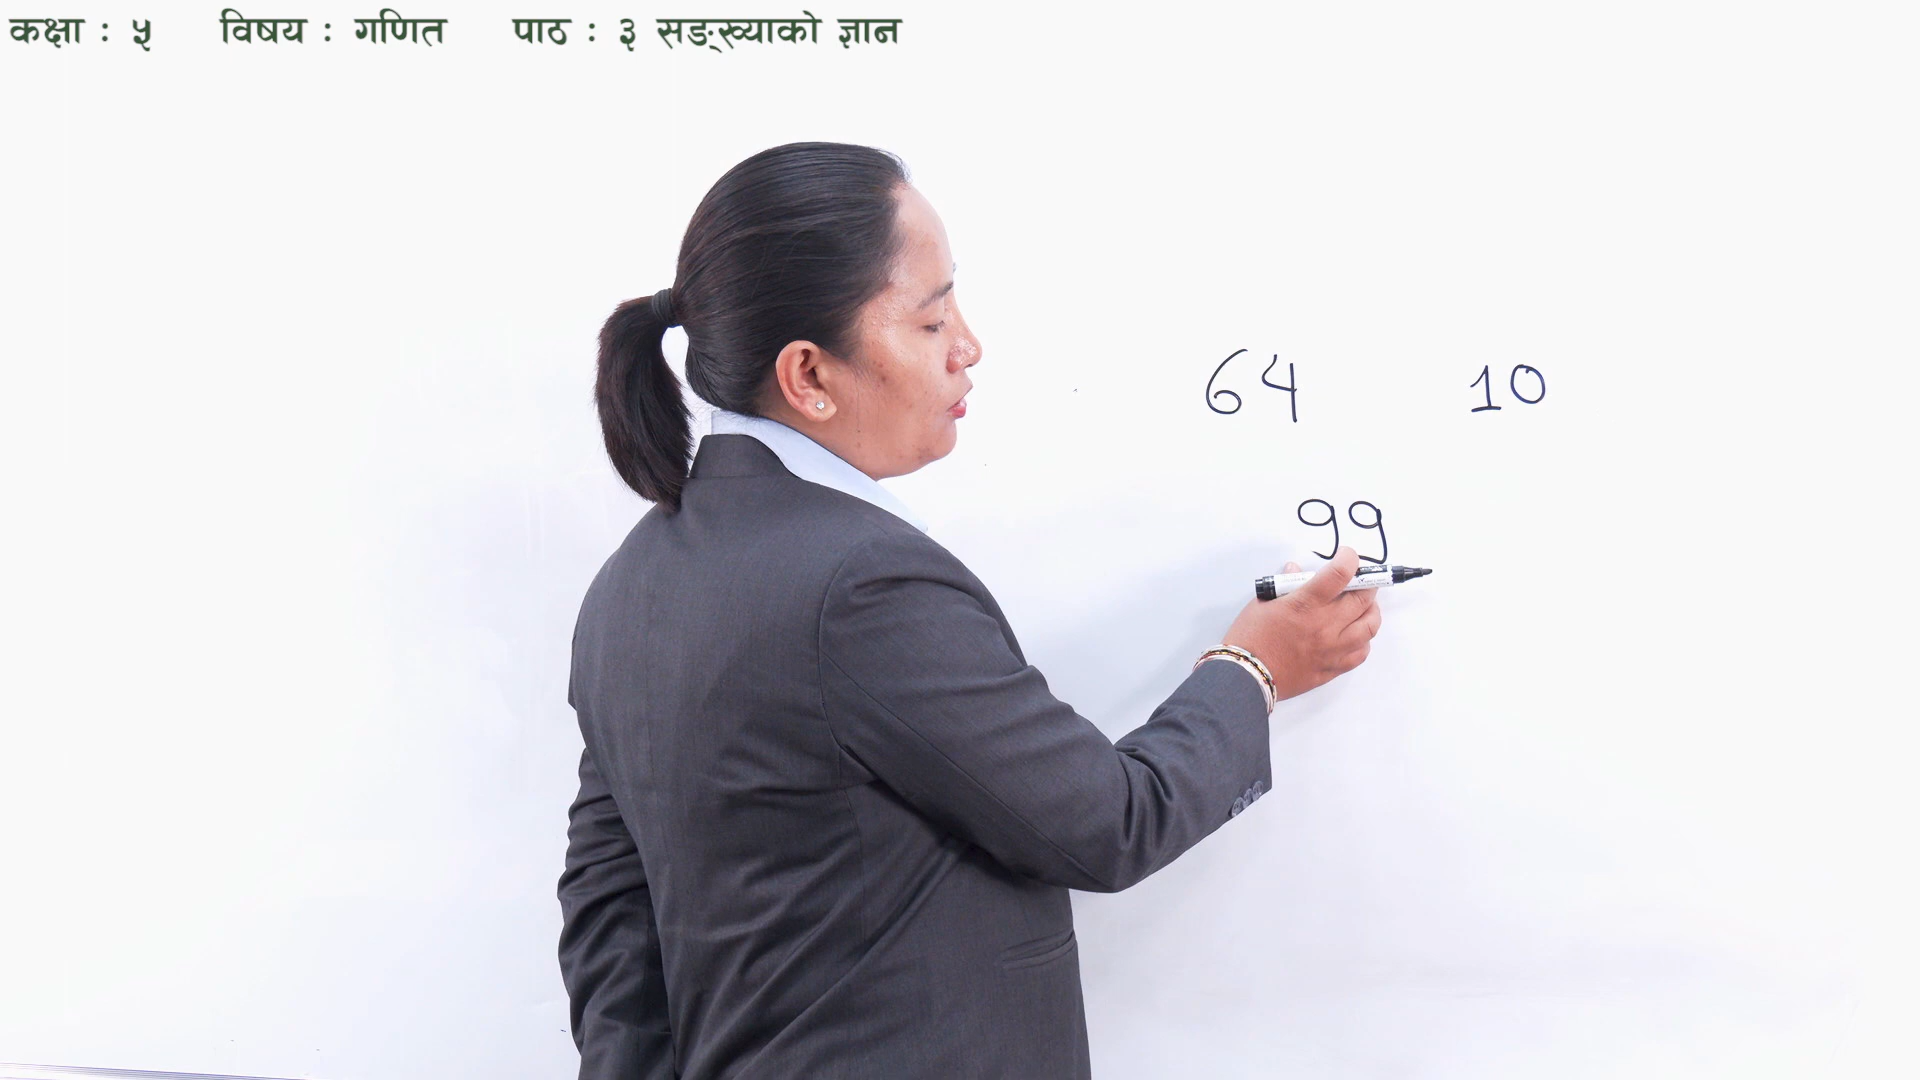 कक्षा : ५ विषय : गणित पाठ : ३ सङ्ख्याको ज्ञान
64 10
99